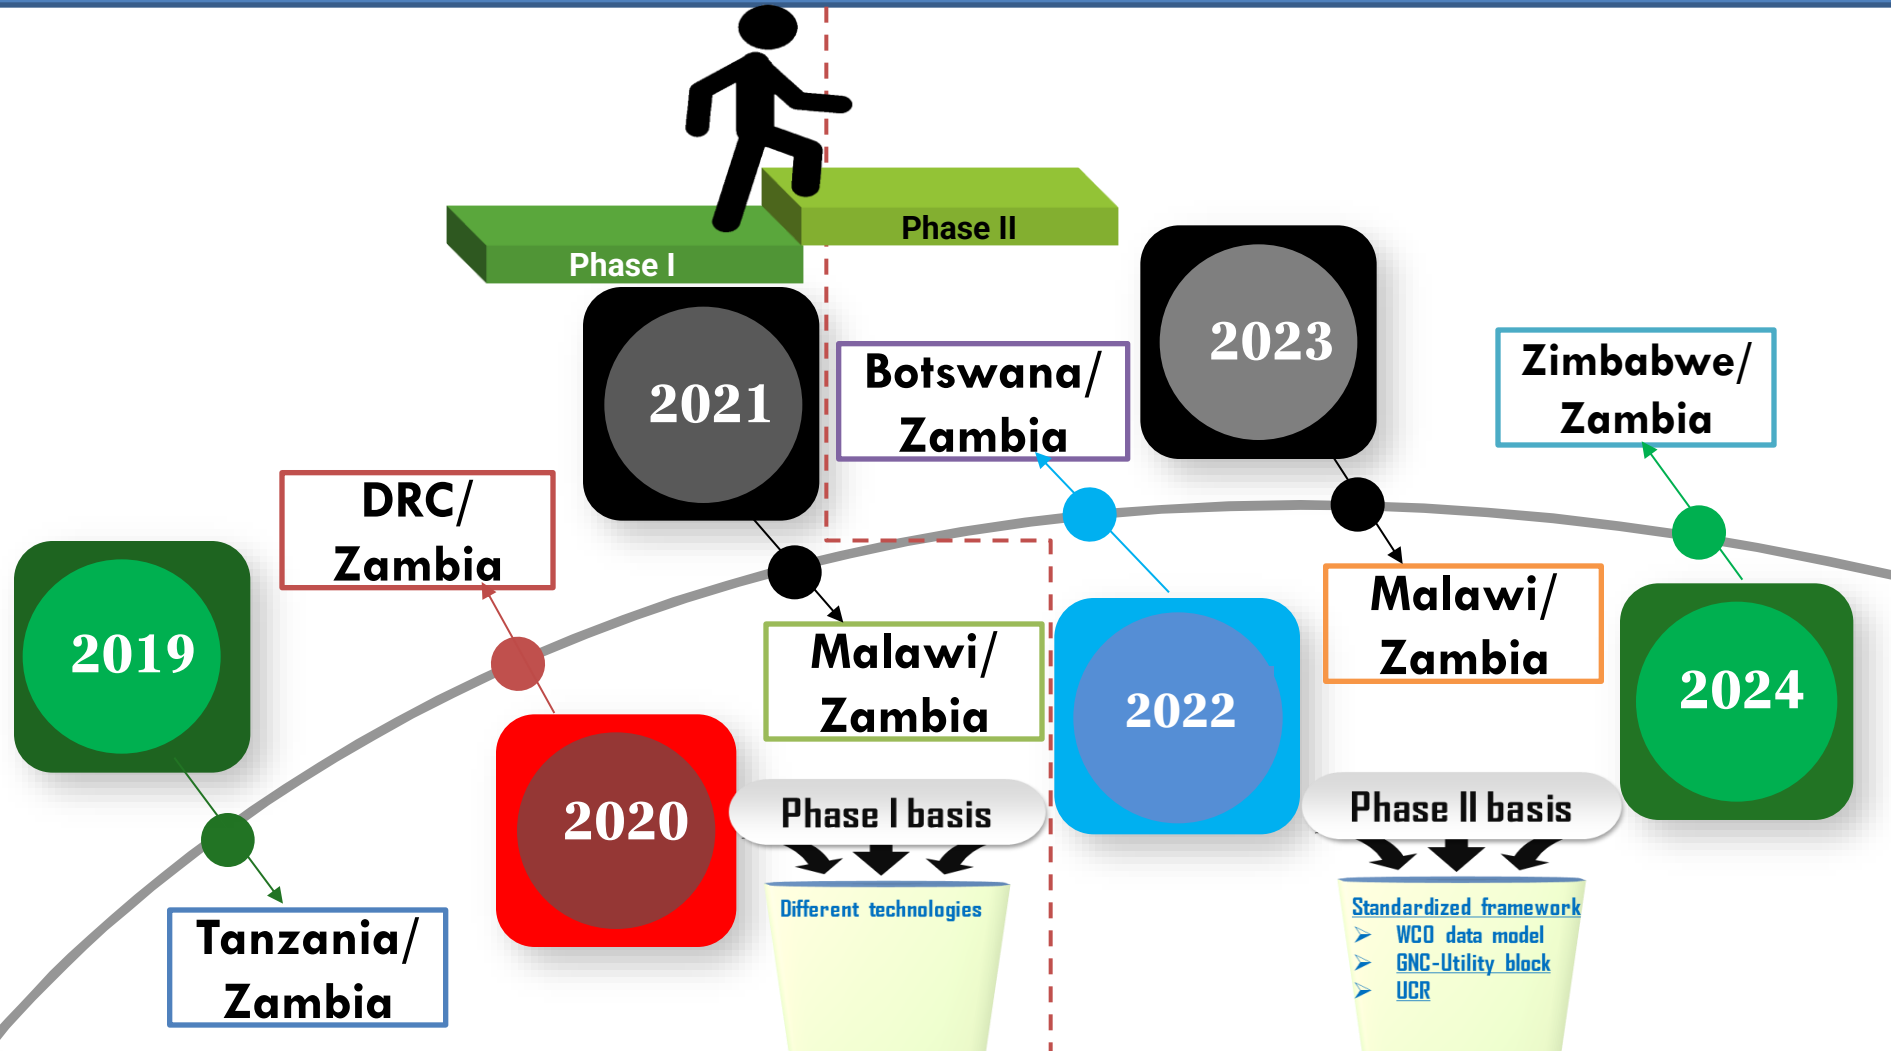 Phase I
Phase II
2019
Tanzania/
Zambia
DRC/
Zambia
2020
2021
Malawi/
Zambia
Botswana/
Zambia
2022
2023
Malawi/
Zambia
Zimbabwe/
Zambia
2024
Phase I basis
Different technologies
Phase II basis
Standardized framework
➢ WCO data model
➢ GNC-Utility block
➢ UCR